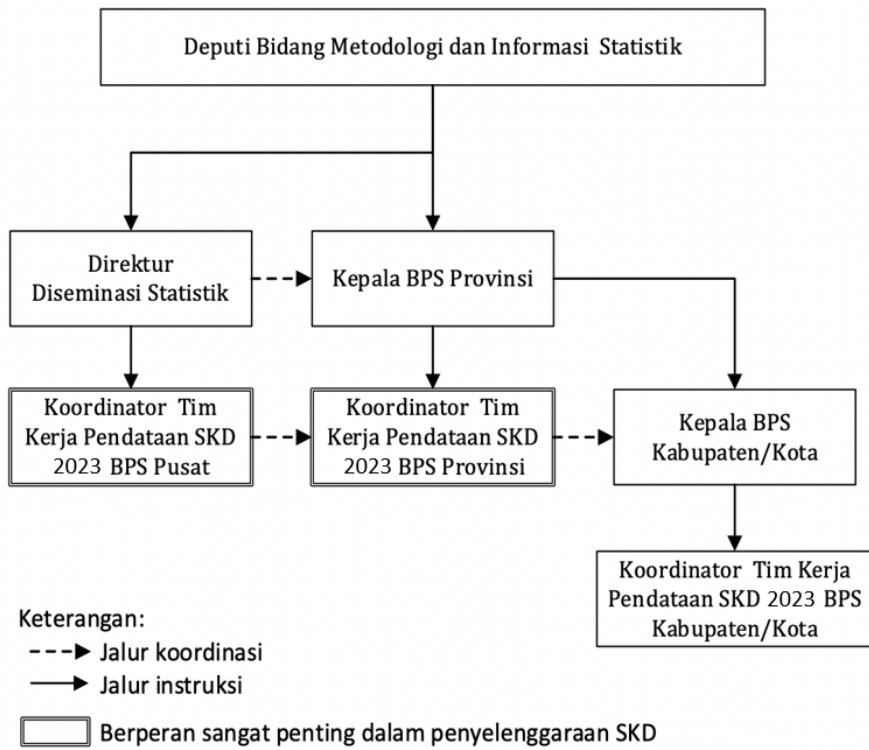 Deputi Bidang Metodologi dan Informasi Statistik
Direktur
Diseminasi Statistik
Kepala BPS Provinsi
Koordinator Tim
Kerja Pendataan SKD
2023 BPS Pusat
Koordinator Tim
Kerja Pendataan SKD
2023 BPS Provinsi
Kepala BPS
Kabupaten/Kota
Koordinator Tim Kerja
Pendataan SKD 2023 BPS
Kabupaten/Kota
Keterangan:
Jalur koordinasi
Jalur instruksi
Berperan sangat penting dalam penyelenggaraan SKD